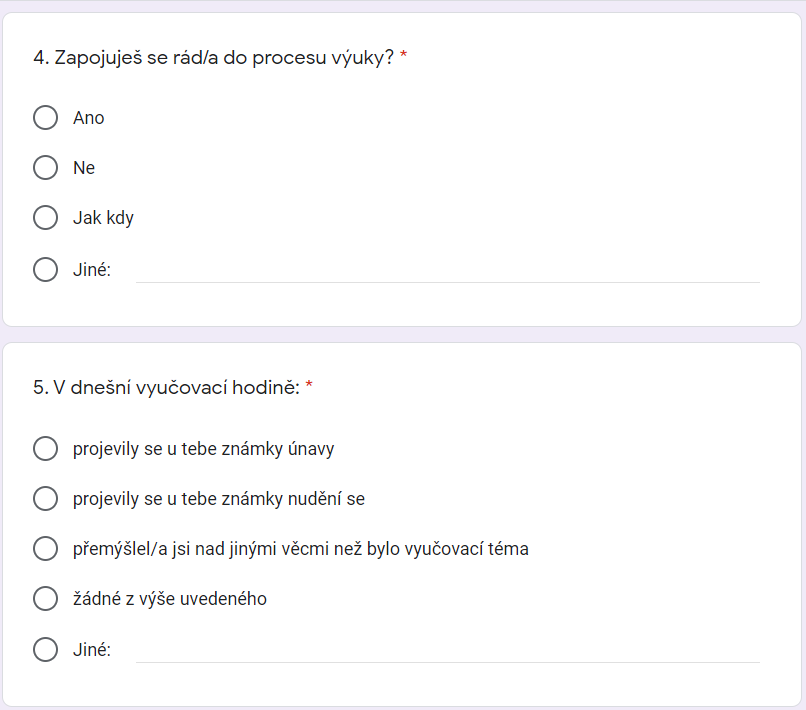 4. Zapojuješ se rád/a do procesu výuky? *
Ano
Ne
Jak kdy
Jiné:
5. V dnešní vyučovací hodině: *
projevily se u tebe známky únavy
projevily se u tebe známky nudění se
přemýšlel/a jsi nad jinými věcmi než bylo vyučovací téma
žádné z výše uvedeného
Jiné: